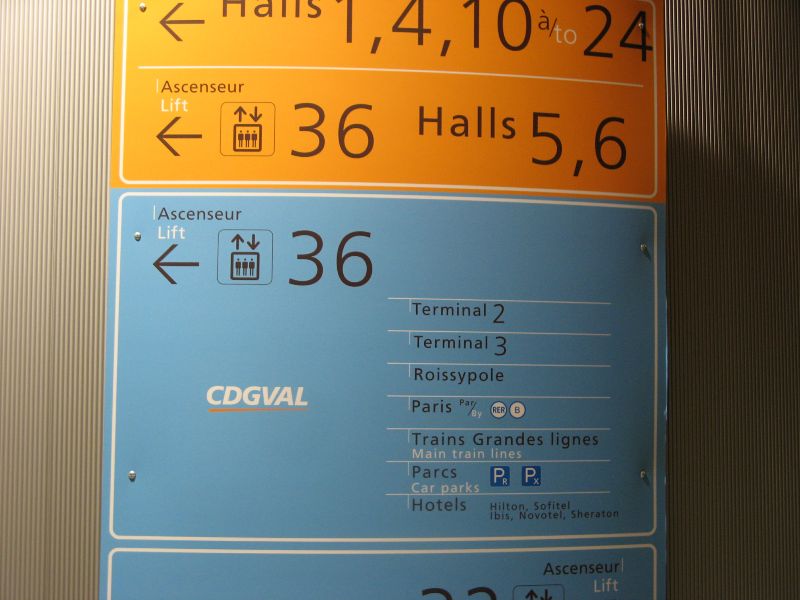 Halls 1,4,10 à/to 24
Ascenseur
Lift
36 Halls 5,6
Ascenseur
Lift
36
Terminal 2
Terminal 3
Roissypole
CDGVAL
Paris Par/By RER B
Trains Grandes lignes
Main train lines
Parcs PR PX
Car parks
Hotels Hilton, Sofitel
Ibis, Novotel, Sheraton
Ascenseur
Lift